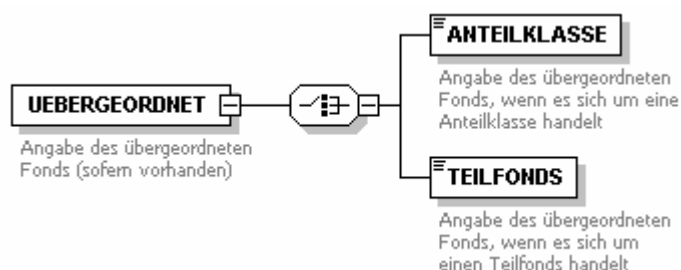 ANTEILKLASSE
Angabe des übergeordneten
Fonds, wenn es sich um eine
Anteilklasse handelt
UEBERGEORDNET
Angabe des übergeordneten
Fonds (sofern vorhanden)
TEILFONDS
Angabe des übergeordneten
Fonds, wenn es sich um
einen Teilfonds handelt